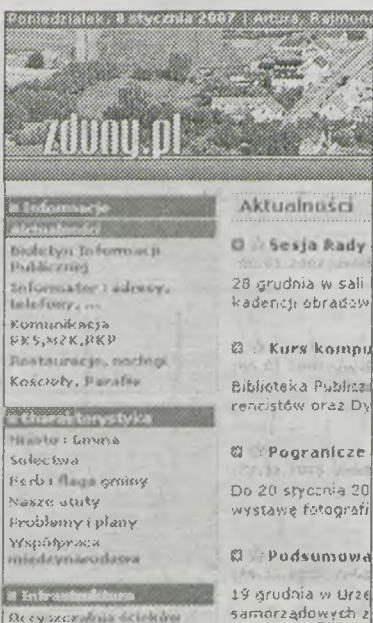 Poniedziałek, 8 stycznia 2007 | Artura, Rajmund
zduny.pl
Informacje
Aktualności
Biuletyn Informacji
Publicznej
Informator : adresy,
telefony, ...
Komunikacja
PKS,MZK,PKP
Restauracje, noclegi
Kościoły, Parafie
Charakterystyka
Miasto i Gmina
Sołectwa
Herb i flaga gminy
Nasze atuty
Problemy i plany
Współpraca
międzynarodowa
Infrastruktura
Oczyszczalnia ścieków
Aktualności
Sesja Rady
28 grudnia w sali
kadencji obradow
Kurs kompu
Biblioteka Publicz
rencistów oraz Dy
Pogranicze
Do 20 stycznia 20
wystawę fotografi
Podsumowa
19 grudnia w Urzę
samorządowych z